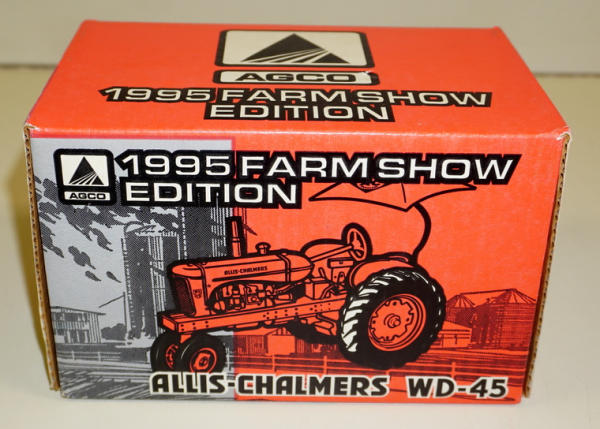 AGCO
1995 FARM SHOW
EDITION
AGCO
1995 FARM SHOW
EDITION
ALLIS-CHALMERS
ALLIS-CHALMERS WD-45